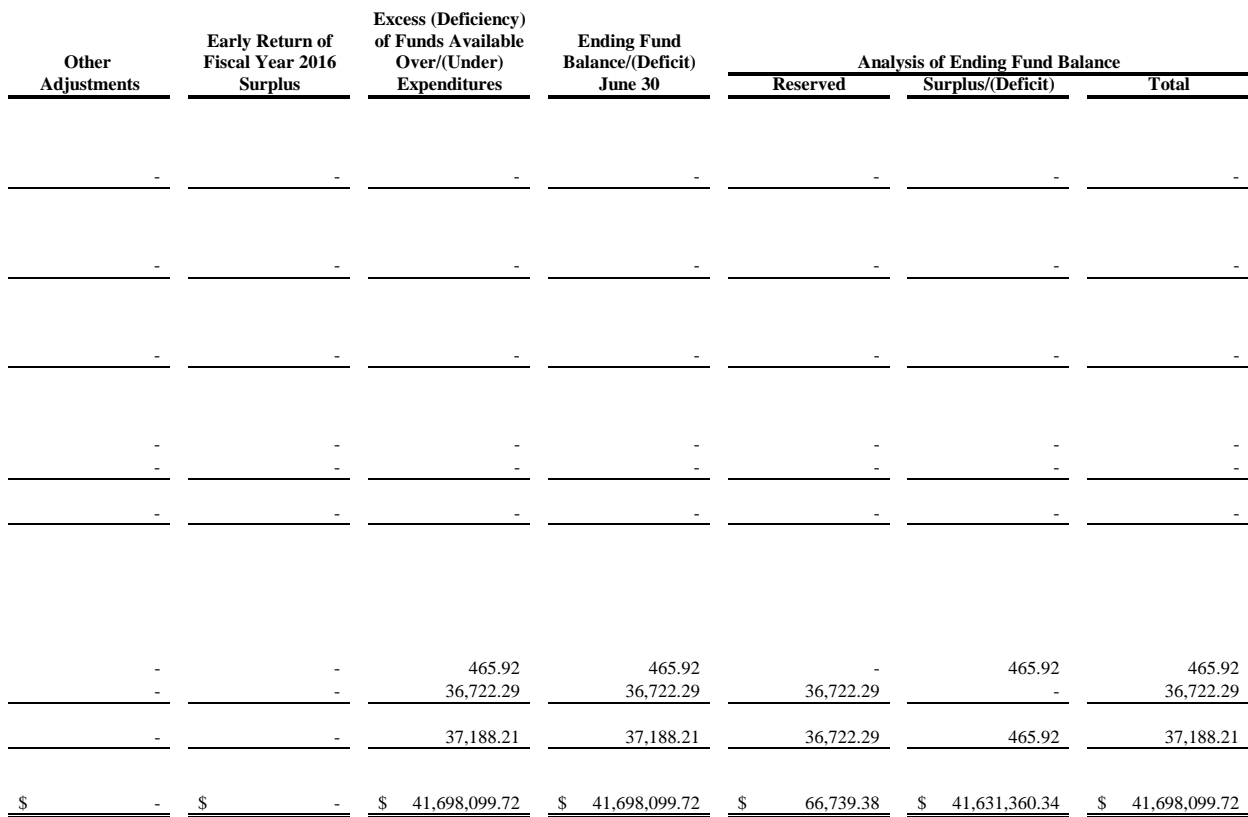 Excess (Deficiency)
Early Return of of Funds Available Ending Fund
Other Fiscal Year 2016 Over/(Under) Balance/(Deficit) Analysis of Ending Fund Balance
Adjustments Surplus Expenditures June 30 Reserved Surplus/(Deficit) Total
- - - - - - -
- - - - - - -
- - - - - - -
- - - - - - -
- - - - - - -
- - - - - - -
- - 465.92 465.92 - 465.92 465.92
- - 36,722.29 36,722.29 36,722.29 - 36,722.29
- - 37,188.21 37,188.21 36,722.29 465.92 37,188.21
$ - $ - $ 41,698,099.72 $ 41,698,099.72 $ 66,739.38 $ 41,631,360.34 $ 41,698,099.72